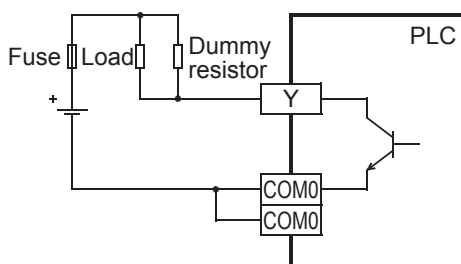 PLC
Fuse
Load
Dummy
resistor
Y
+
COM0
COM0